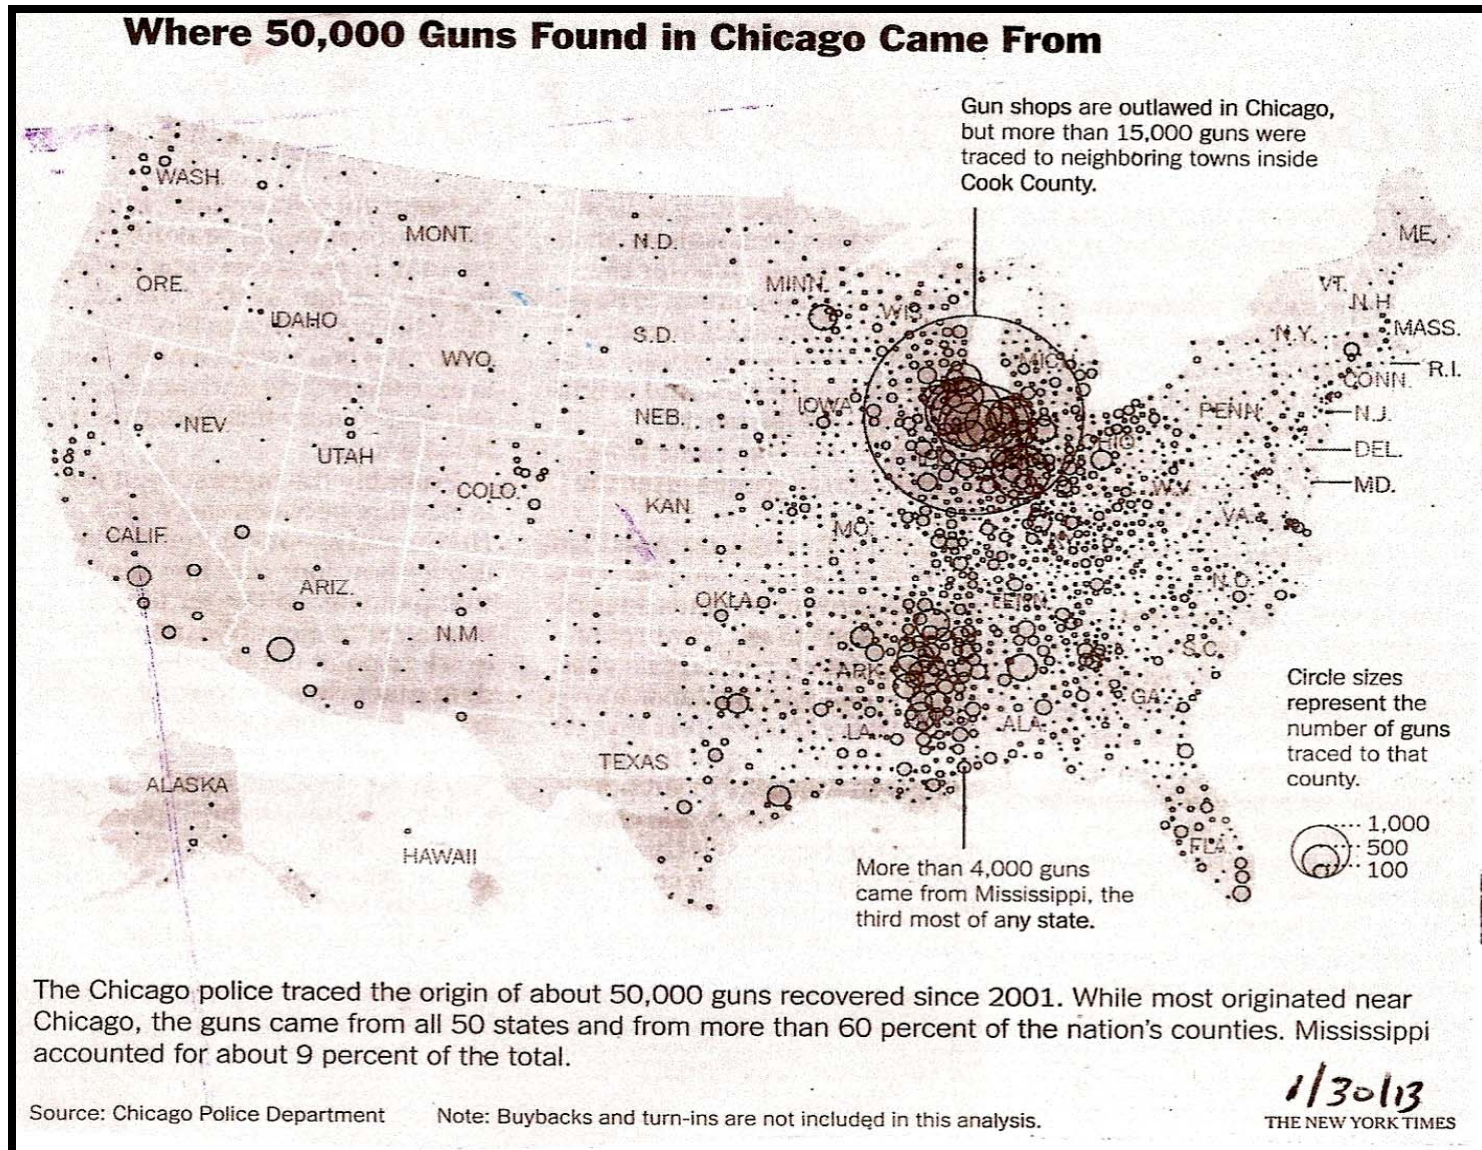 Where 50,000 Guns Found in Chicago Came From
Gun shops are outlawed in Chicago,
but more than 15,000 guns were
traced to neighboring towns inside
Cook County.
WASH.
MONT.
N.D.
MINN.
ME.
ORE.
VT.
N.H.
IDAHO
S.D.
WIS.
N.Y.
MASS.
WYO.
MICH.
R.I.
CONN.
NEV
NEB.
IOWA
PENN.
N.J.
UTAH
OHIO
DEL.
COLO.
KAN.
W.V.
MD.
CALIF.
MO.
VA.
ARIZ.
OKLA.
TENN.
N.C.
N.M.
ARK.
S.C.
GA.
LA.
ALA.
TEXAS
ALASKA
HAWAII
FLA.
Circle sizes
represent the
number of guns
traced to that
county.
1,000
500
100
More than 4,000 guns
came from Mississippi, the
third most of any state.
The Chicago police traced the origin of about 50,000 guns recovered since 2001. While most originated near
Chicago, the guns came from all 50 states and from more than 60 percent of the nation's counties. Mississippi
accounted for about 9 percent of the total.
1/30/13
Source: Chicago Police Department Note: Buybacks and turn-ins are not included in this analysis.
THE NEW YORK TIMES